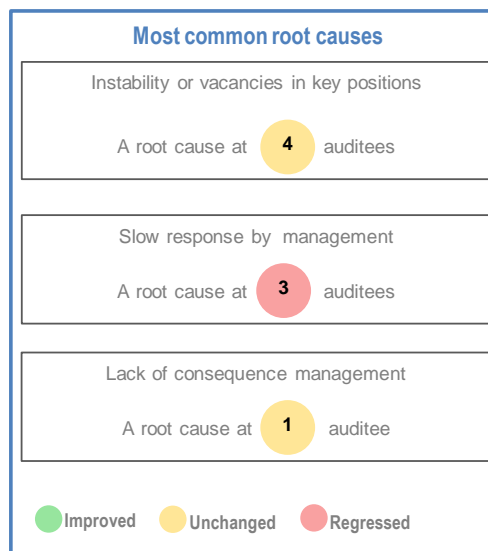 Most common root causes
Instability or vacancies in key positions
A root cause at 4 auditees
Slow response by management
A root cause at 3 auditees
Lack of consequence management
A root cause at 1 auditee
Improved Unchanged Regressed